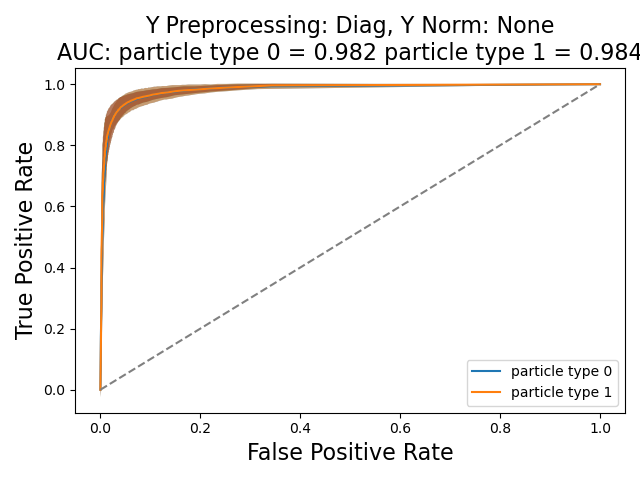 Y Preprocessing: Diag, Y Norm: None
AUC: particle type 0 = 0.982 particle type 1 = 0.984
1.0
0.8
0.6
0.4
0.2
0.0
True Positive Rate
particle type 0
particle type 1
0.0 0.2 0.4 0.6 0.8 1.0
False Positive Rate